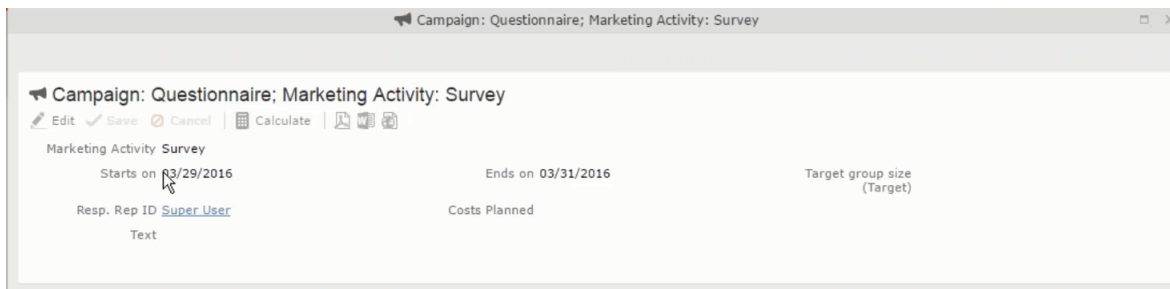 Campaign: Questionnaire; Marketing Activity: Survey
Campaign: Questionnaire; Marketing Activity: Survey
Edit Save Cancel Calculate
Marketing Activity Survey
Starts on 03/29/2016 Ends on 03/31/2016 Target group size
(Target)
Resp. Rep ID Super User Costs Planned
Text